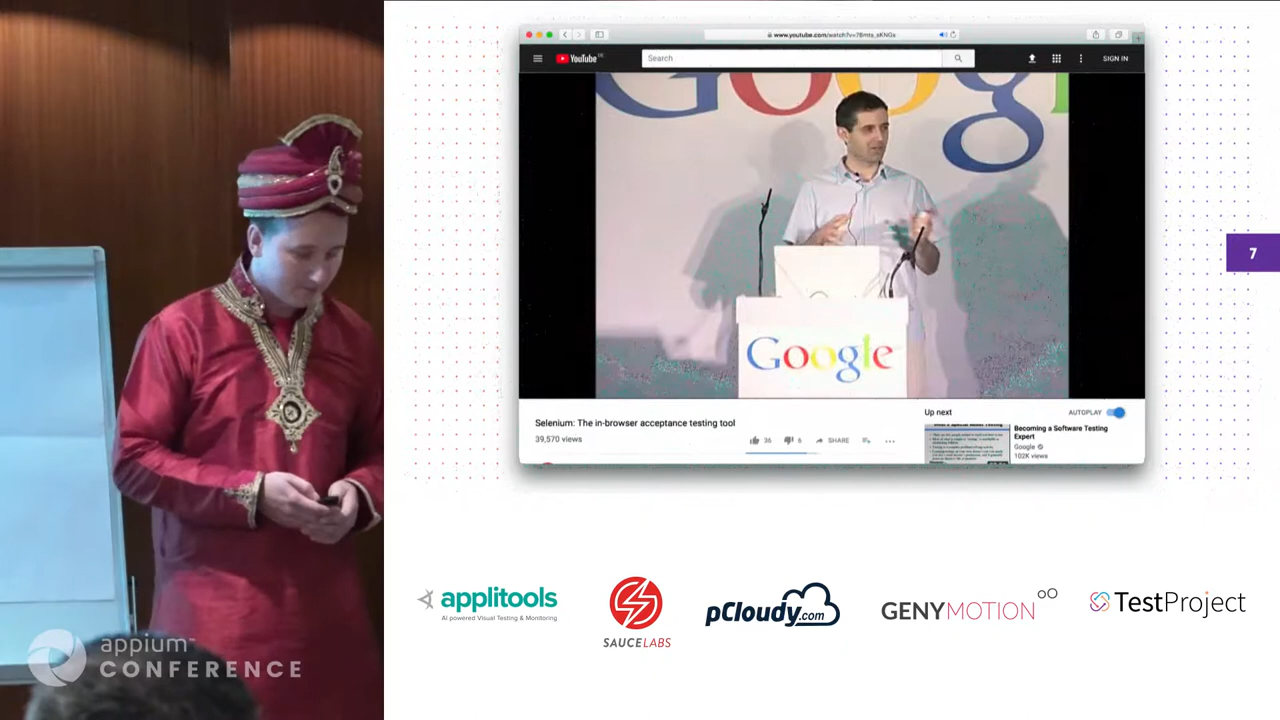 www.youtube.com/watch?v=78mta_sKNGs
YouTube
Search
SIGN IN
Google
Google
Selenium: The in-browser acceptance testing tool
39,570 views
36
6
SHARE
Up next
AUTOPLAY
Becoming a Software Testing
Expert
Google
102K views
7
applitools
AI powered Visual Testing & Monitoring
SAUCELABS
pCloudy.com
GENYMOTION
TestProject
appium™
CONFERENCE